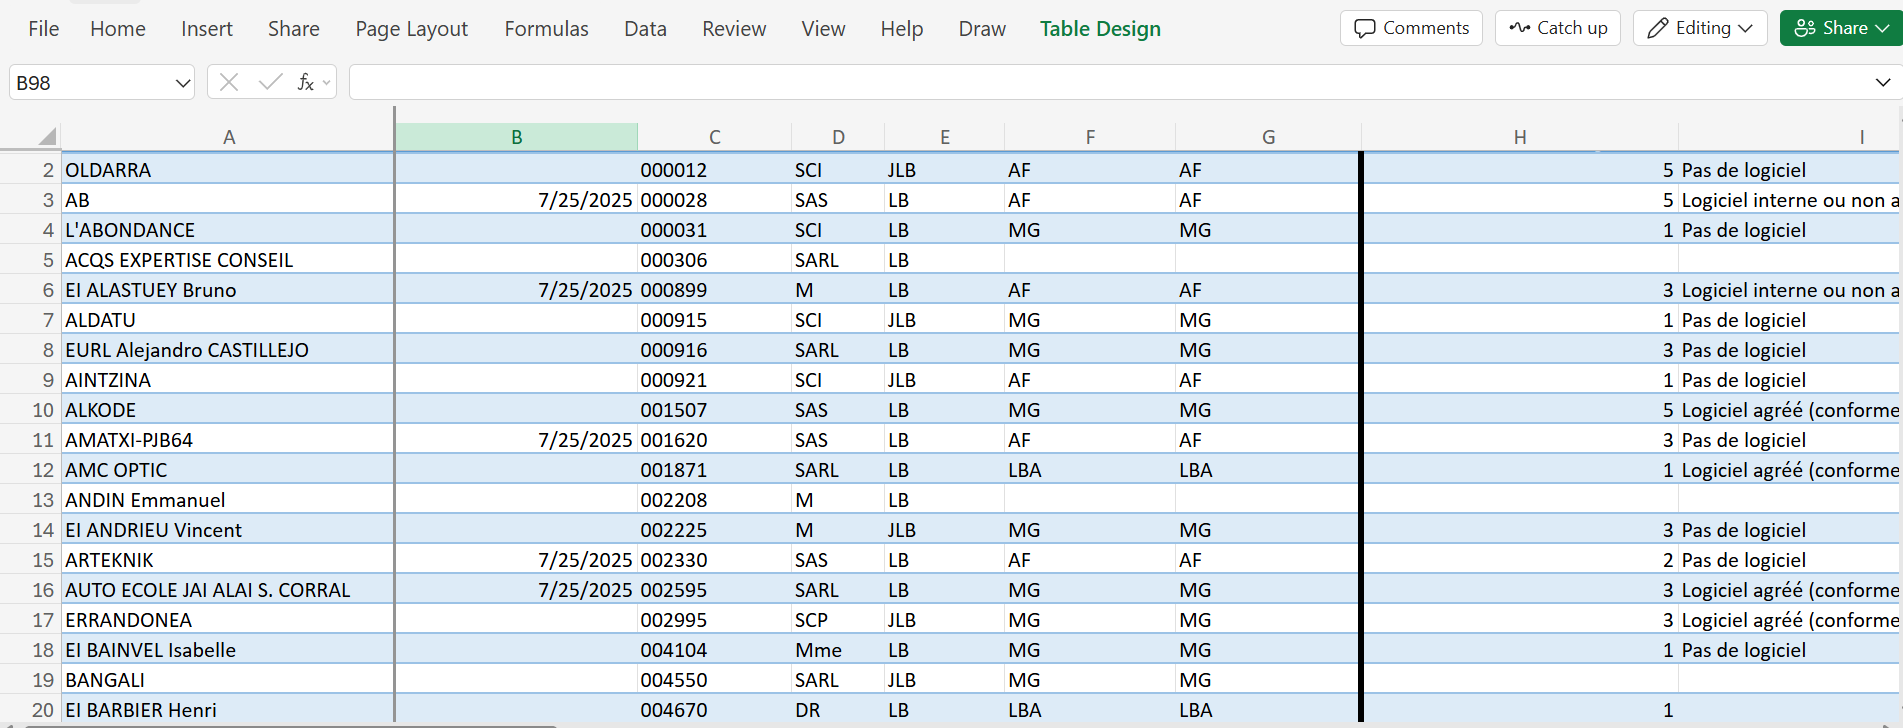 File Home Insert Share Page Layout Formulas Data Review View Help Draw Table Design Comments Catch up Editing Share
B98 fx
A B C D E F G H I
2 OLDARRA 000012 SCI JLB AF AF 5 Pas de logiciel
3 AB 7/25/2025 000028 SAS LB AF AF 5 Logiciel interne ou non a
4 L'ABONDANCE 000031 SCI LB MG MG 1 Pas de logiciel
5 ACQS EXPERTISE CONSEIL 000306 SARL LB
6 EI ALASTUEY Bruno 7/25/2025 000899 M LB AF AF 3 Logiciel interne ou non a
7 ALDATU 000915 SCI JLB MG MG 1 Pas de logiciel
8 EURL Alejandro CASTILLEJO 000916 SARL LB MG MG 3 Pas de logiciel
9 AINTZINA 000921 SCI JLB AF AF 1 Pas de logiciel
10 ALKODE 001507 SAS LB MG MG 5 Logiciel agréé (conforme
11 AMATXI-PJB64 7/25/2025 001620 SAS LB AF AF 3 Pas de logiciel
12 AMC OPTIC 001871 SARL LB LBA LBA 1 Logiciel agréé (conforme
13 ANDIN Emmanuel 002208 M LB
14 EI ANDRIEU Vincent 002225 M JLB MG MG 3 Pas de logiciel
15 ARTEKNIK 7/25/2025 002330 SAS LB AF AF 2 Pas de logiciel
16 AUTO ECOLE JAI ALAI S. CORRAL 7/25/2025 002595 SARL LB MG MG 3 Logiciel agréé (conforme
17 ERRANDONEA 002995 SCP JLB MG MG 3 Logiciel agréé (conforme
18 EI BAINVEL Isabelle 004104 Mme LB MG MG 1 Pas de logiciel
19 BANGALI 004550 SARL JLB MG MG
20 EI BARBIER Henri 004670 DR LB LBA LBA 1